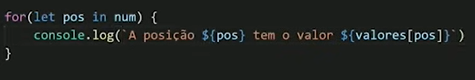 for(let pos in num) {
console.log(`A posição ${pos} tem o valor ${valores[pos]}`)
}